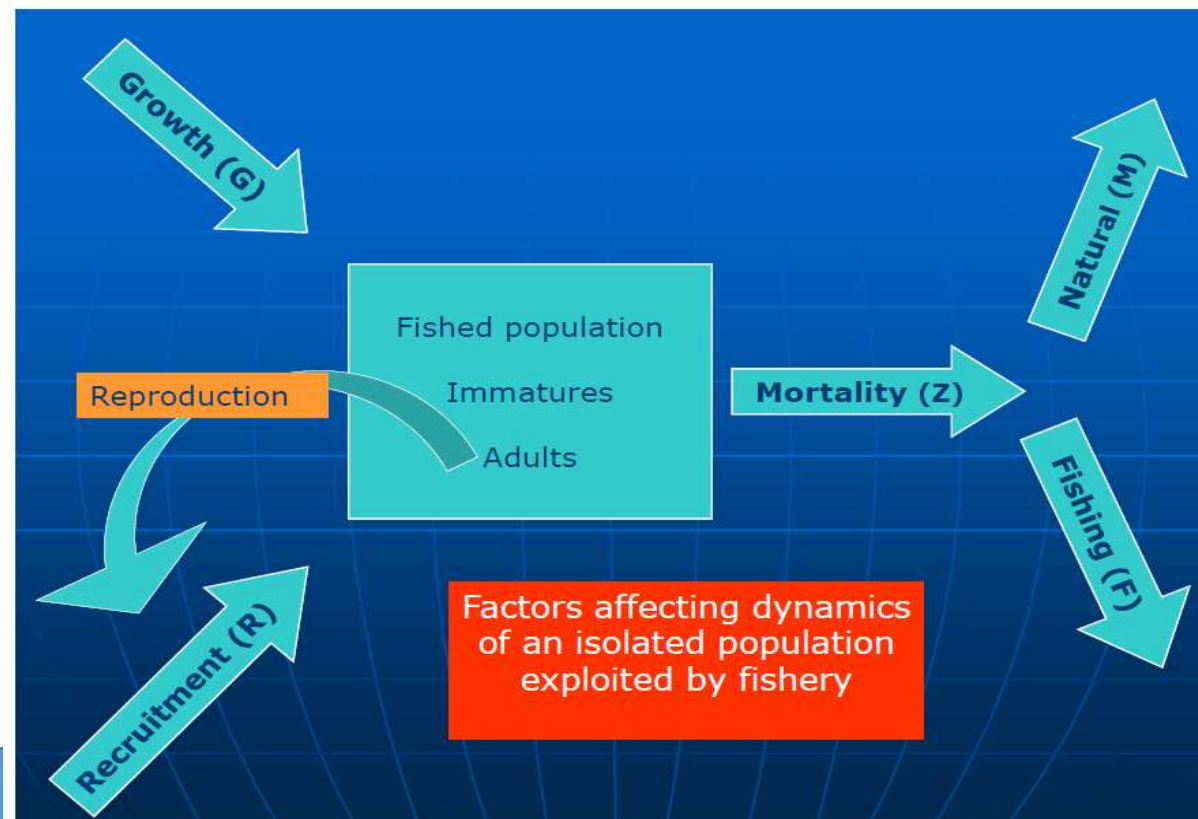 Growth (G)
Natural (M)
Fished population
Immatures
Adults
Reproduction
Mortality (Z)
Fishing (F)
Recruitment (R)
Factors affecting dynamics
of an isolated population
exploited by fishery